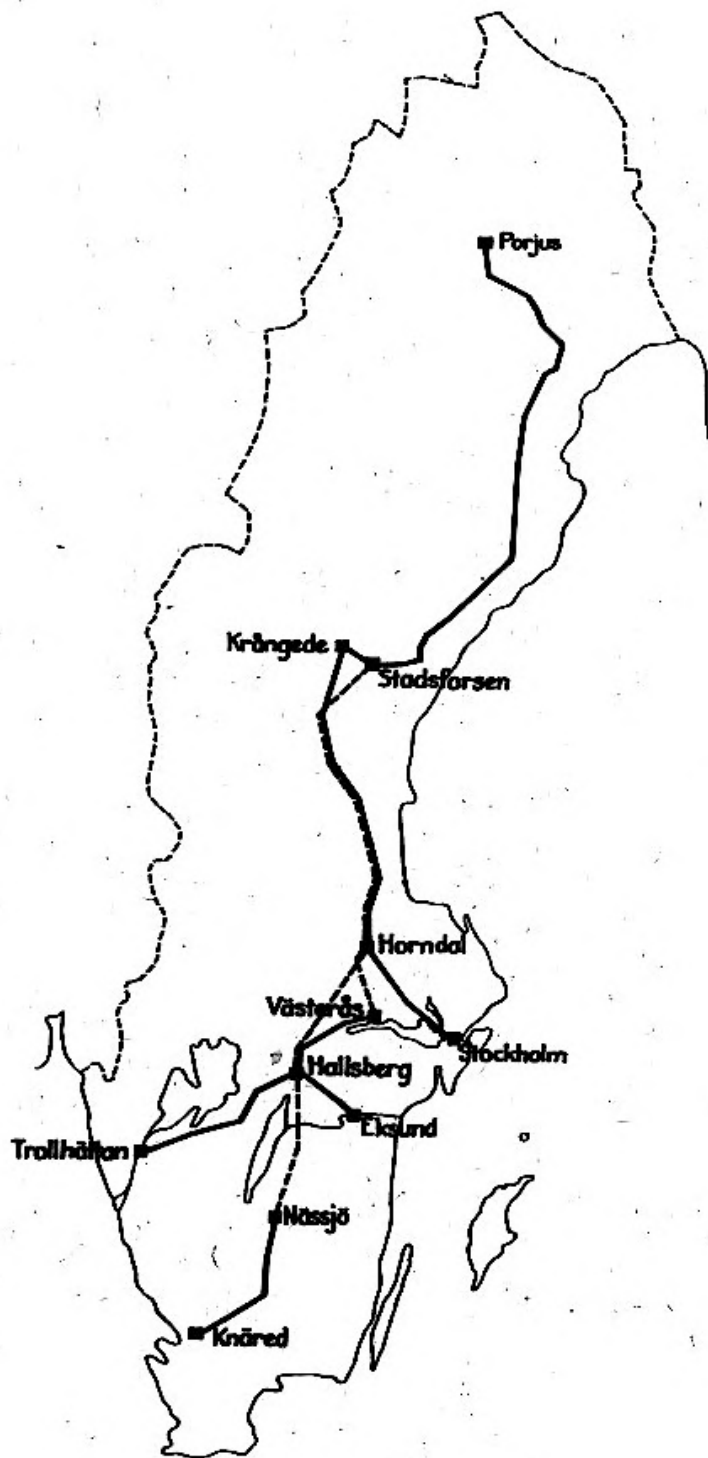 Porjus
Krångede
Stadsforsen
Horndal
Västerås
Stockholm
Hallsberg
Eksund
Trollhättan
Nässjö
Knäred